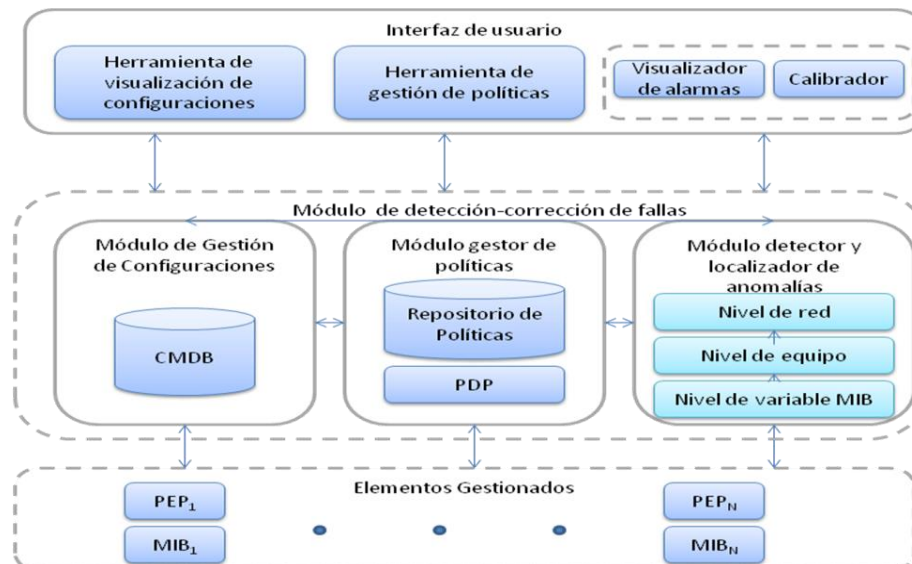 Interfaz de usuario
Herramienta de
visualización de
configuraciones
Herramienta de
gestión de políticas
Visualizador
de alarmas
Calibrador
Módulo de detección-corrección de fallas
Módulo de Gestión
de Configuraciones
CMDB
Módulo gestor de
políticas
Repositorio de
Políticas
PDP
Módulo detector y
localizador de
anomalías
Nivel de red
Nivel de equipo
Nivel de variable MIB
Elementos Gestionados
PEP₁
MIB₁
PEP_N
MIB_N